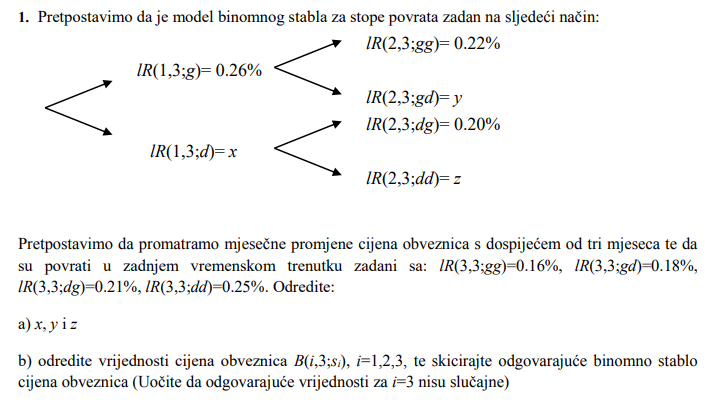 1. Pretpostavimo da je model binomnog stabla za stope povrata zadan na sljedeći način:
lR(2,3;gg)= 0.22%
lR(1,3;g)= 0.26%
lR(2,3;gd)= y
lR(2,3;dg)= 0.20%
lR(1,3;d)= x
lR(2,3;dd)= z
Pretpostavimo da promatramo mjesečne promjene cijena obveznica s dospijećem od tri mjeseca te da
su povrati u zadnjem vremenskom trenutku zadani sa: lR(3,3;gg)=0.16%, lR(3,3;gd)=0.18%,
lR(3,3;dg)=0.21%, lR(3,3;dd)=0.25%. Odredite:
a) x, y i z
b) odredite vrijednosti cijena obveznica B(i,3;sᵢ), i=1,2,3, te skicirajte odgovarajuće binomno stablo
cijena obveznica (Uočite da odgovarajuće vrijednosti za i=3 nisu slučajne)